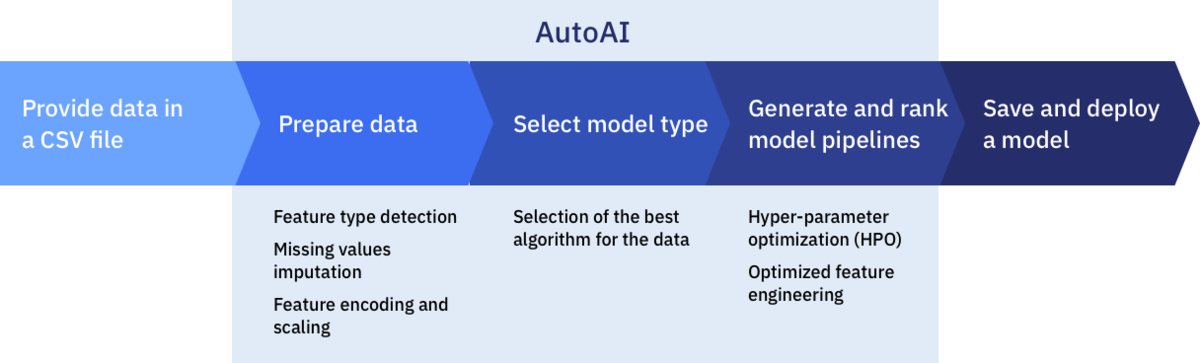 AutoAI
Provide data in
a CSV file
Prepare data
Select model type
Generate and rank
model pipelines
Save and deploy
a model
Feature type detection
Missing values
imputation
Feature encoding and
scaling
Selection of the best
algorithm for the data
Hyper-parameter
optimization (HPO)
Optimized feature
engineering